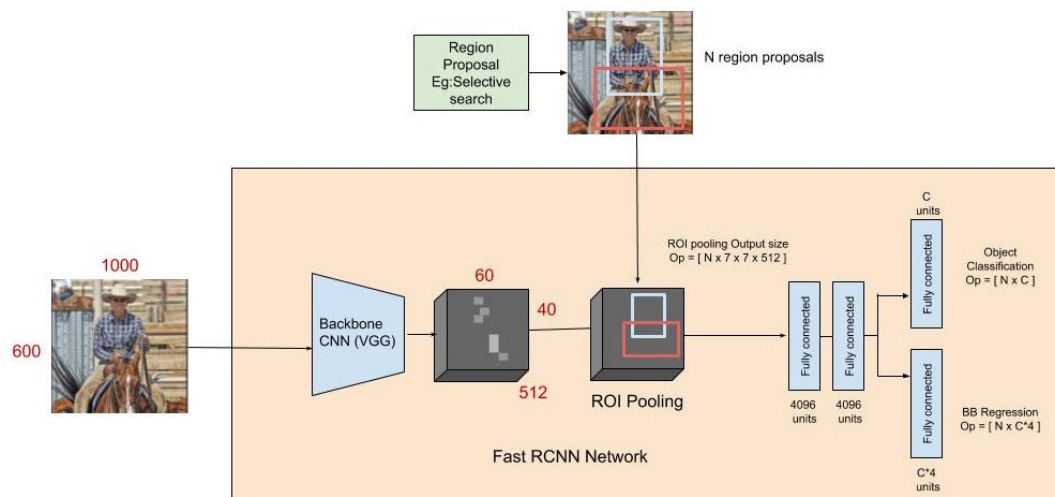 Region
Proposal
Eg:Selective
search
N region proposals
1000
600
Backbone
CNN (VGG)
60
40
512
ROI Pooling
ROI pooling Output size
Op = [ N x 7 x 7 x 512 ]
Fully connected
4096
units
Fully connected
4096
units
C
units
Fully connected
Object
Classification
Op = [ N x C ]
Fully connected
C*4
units
BB Regression
Op = [ N x C*4 ]
Fast RCNN Network